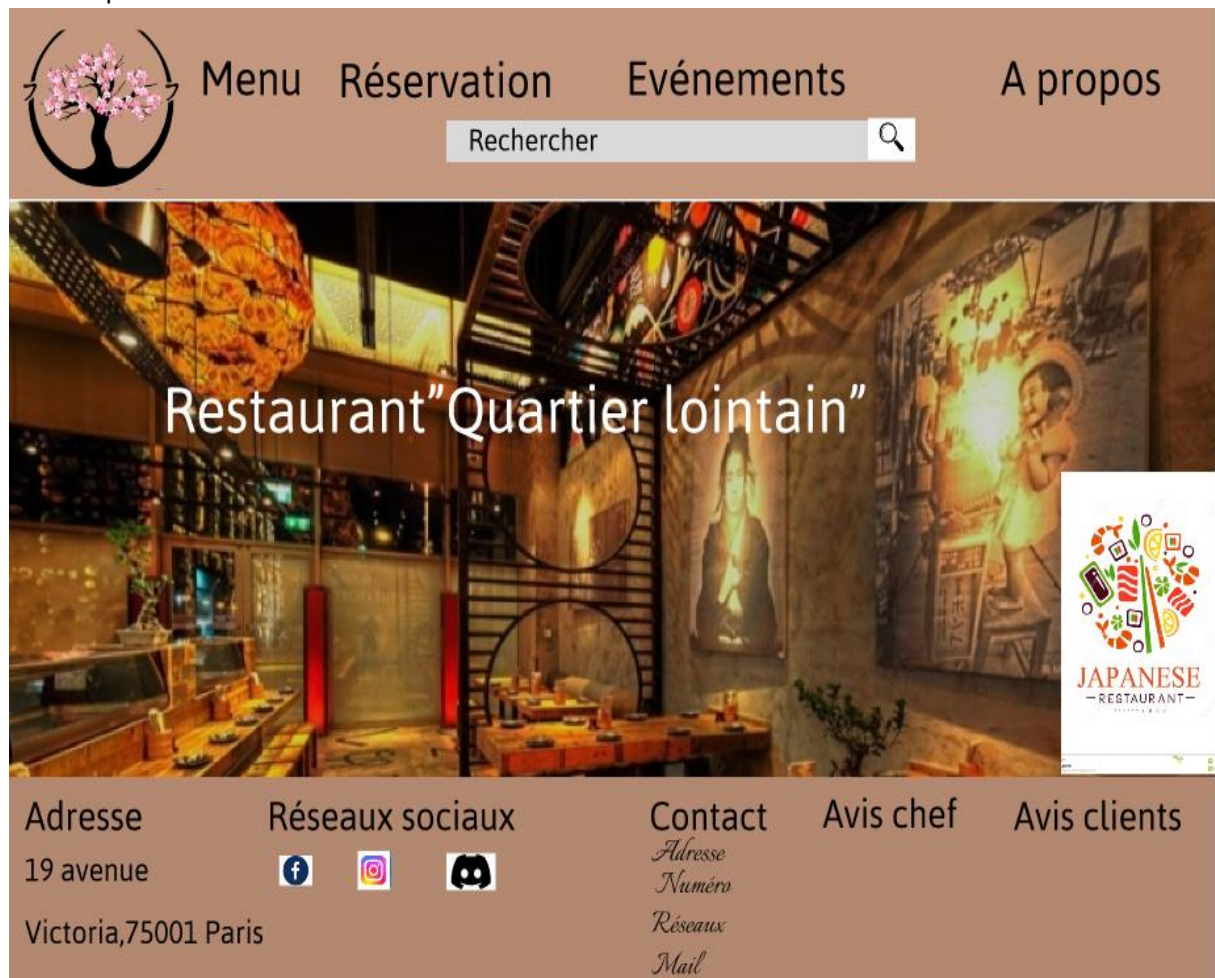 Menu
Réservation
Evénements
A propos
Rechercher
Restaurant”Quartier lointain”
JAPANESE
RESTAURANT
Adresse
19 avenue
Victoria,75001 Paris
Réseaux sociaux
Contact
Adresse
Numéro
Réseaux
Mail
Avis chef
Avis clients